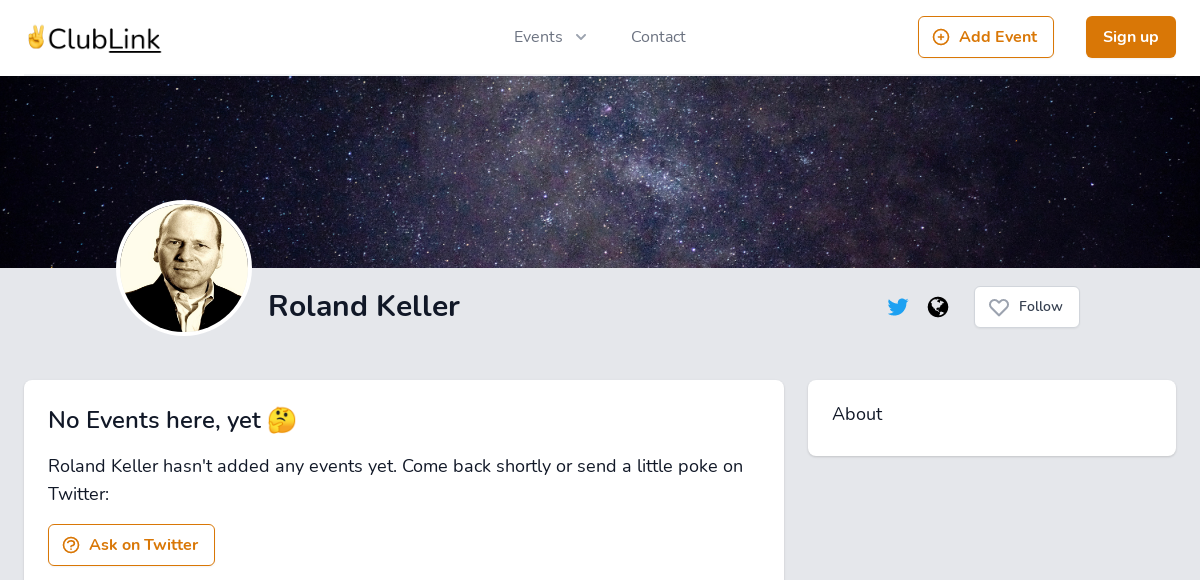 ✌️ClubLink
Events
Contact
Add Event
Sign up
Roland Keller
Follow
No Events here, yet 🤔
Roland Keller hasn't added any events yet. Come back shortly or send a little poke on
Twitter:
Ask on Twitter
About